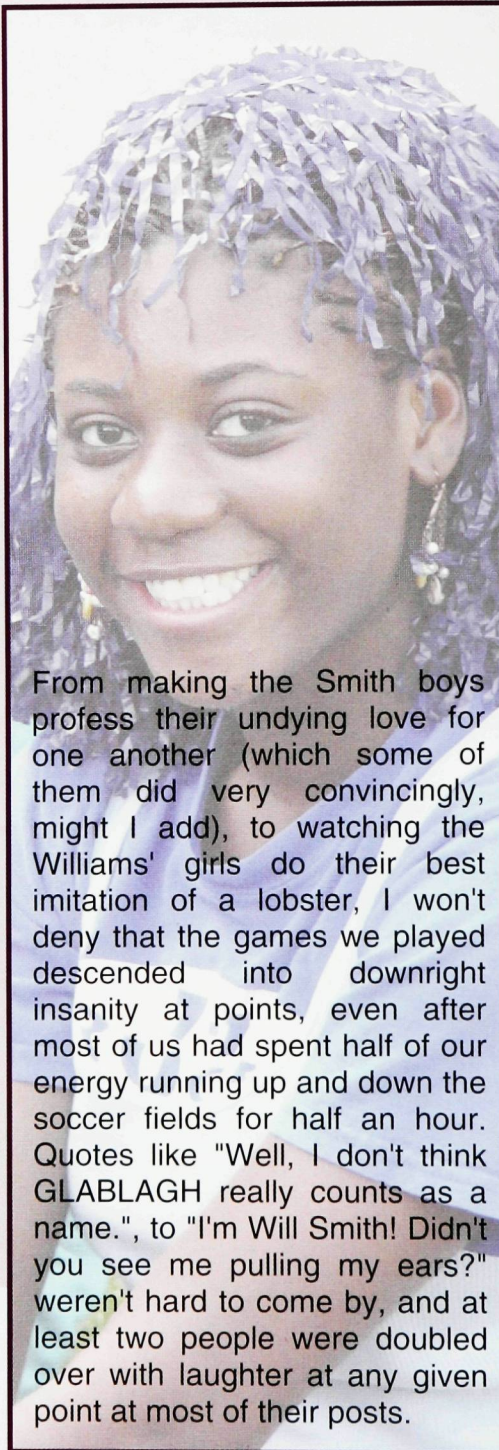 From making the Smith boys
profess their undying love for
one another (which some of
them did very convincingly,
might I add), to watching the
Williams' girls do their best
imitation of a lobster, I won't
deny that the games we played
descended into downright
insanity at points, even after
most of us had spent half of our
energy running up and down the
soccer fields for half an hour.
Quotes like "Well, I don't think
GLABLAGH really counts as a
name.", to "I'm Will Smith! Didn't
you see me pulling my ears?"
weren't hard to come by, and at
least two people were doubled
over with laughter at any given
point at most of their posts.